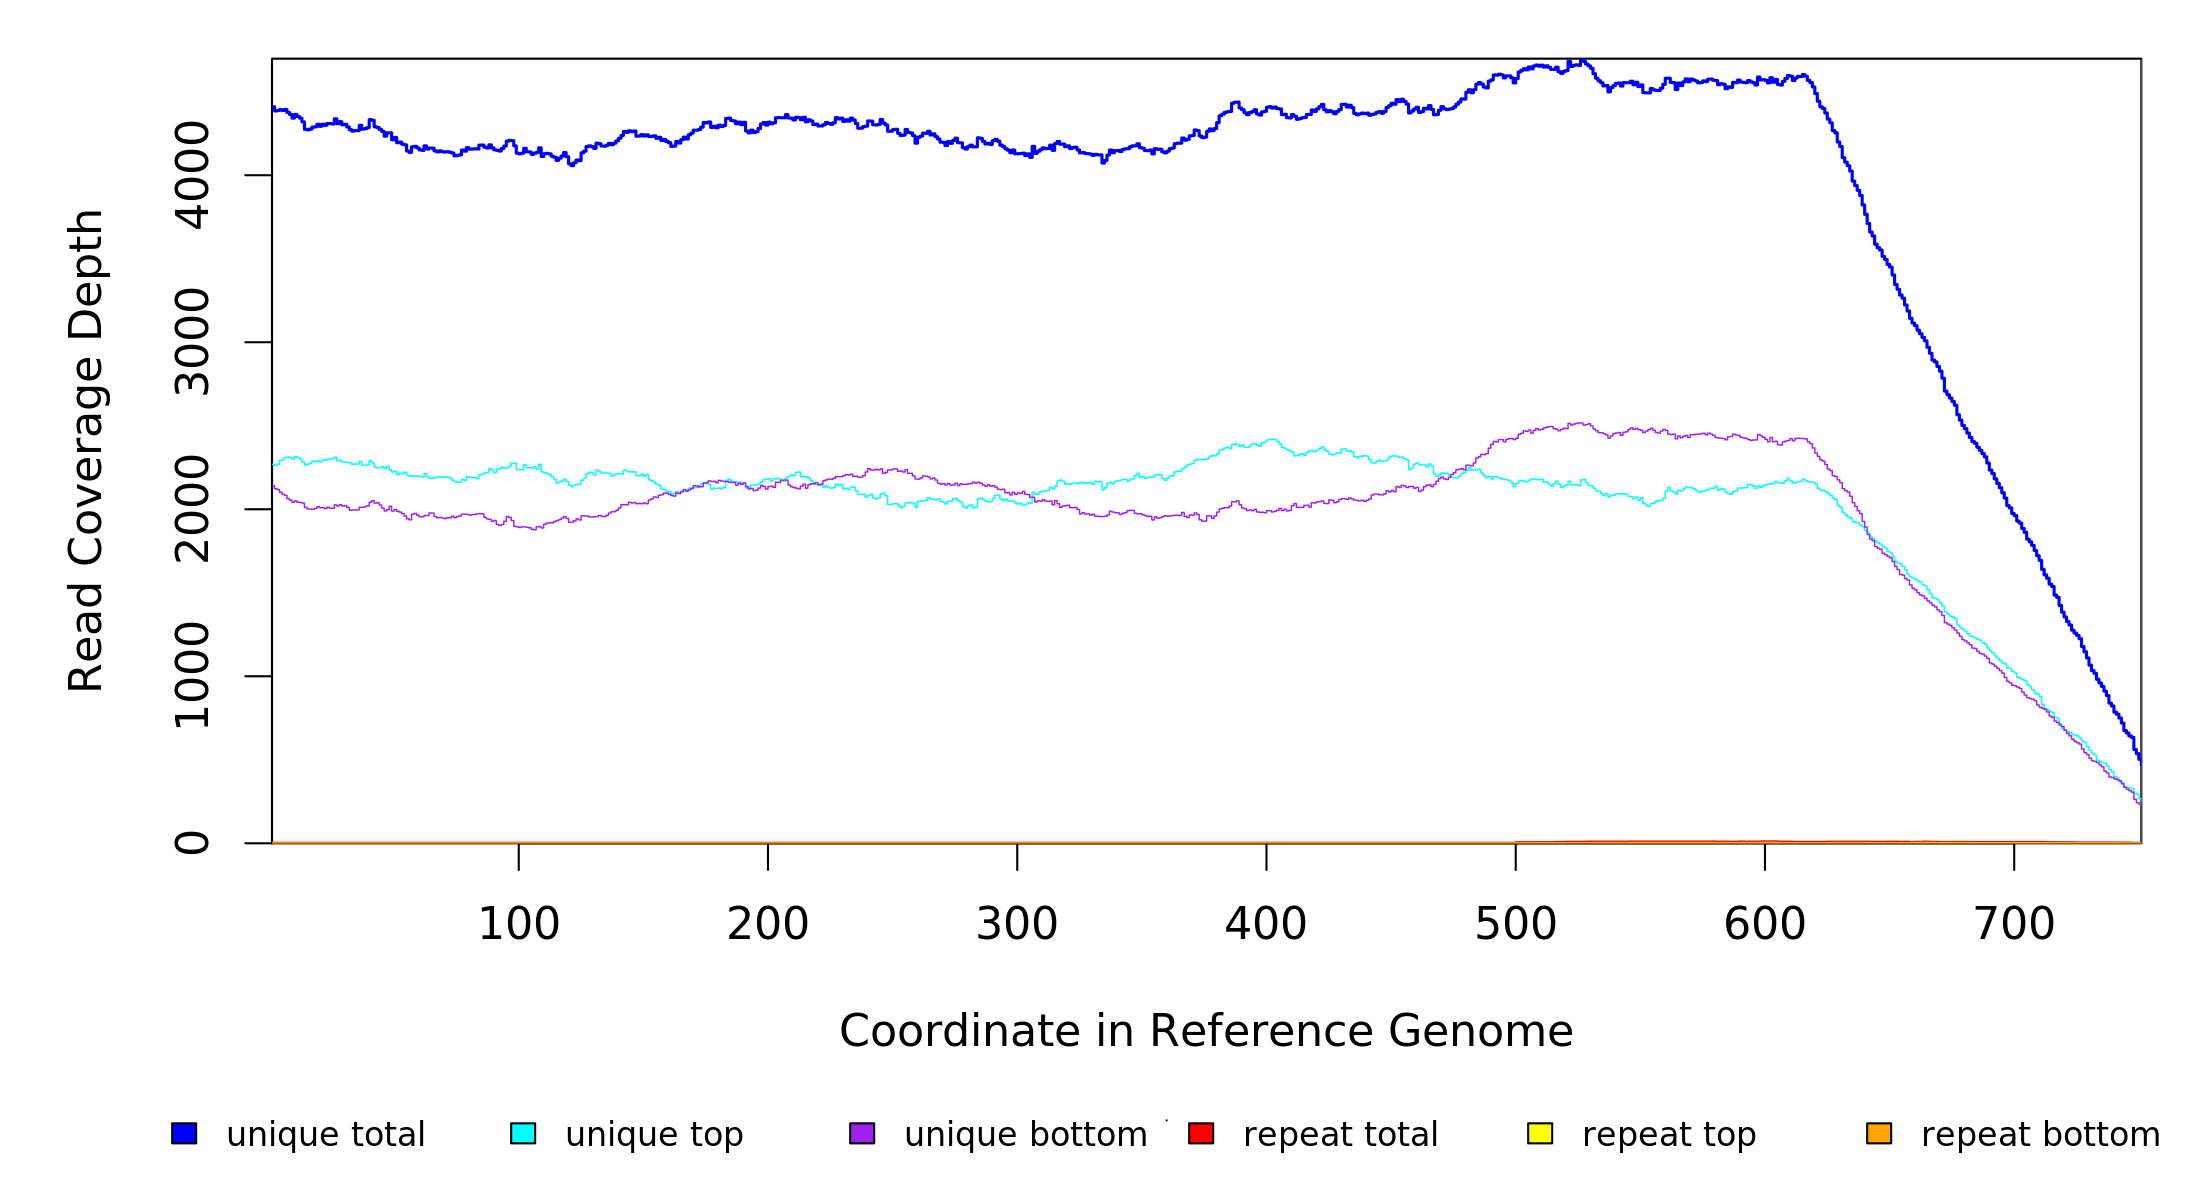 Read Coverage Depth
4000
3000
2000
1000
0
100 200 300 400 500 600 700
Coordinate in Reference Genome
unique total unique top unique bottom repeat total repeat top repeat bottom